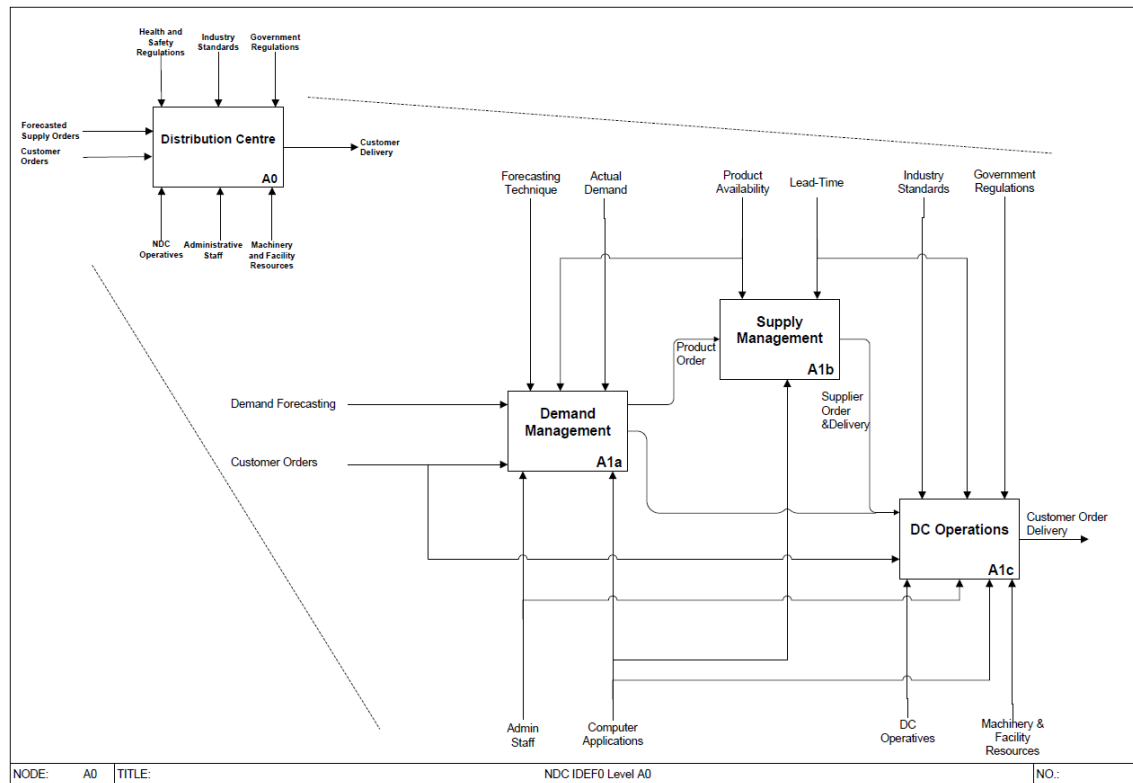 Health and
Safety
Regulations
Industry
Standards
Government
Regulations
Forecasted
Supply Orders
Customer
Orders
Distribution Centre
A0
Customer
Delivery
NDC
Operatives
Administrative
Staff
Machinery
and Facility
Resources
Forecasting
Technique
Actual
Demand
Product
Availability
Lead-Time
Industry
Standards
Government
Regulations
Supply
Management
A1b
Product
Order
Supplier
Order
&Delivery
Demand Forecasting
Customer Orders
Demand
Management
A1a
DC Operations
A1c
Customer Order
Delivery
Admin
Staff
Computer
Applications
DC
Operatives
Machinery &
Facility
Resources
NODE: A0 TITLE: NDC IDEF0 Level A0 NO.: